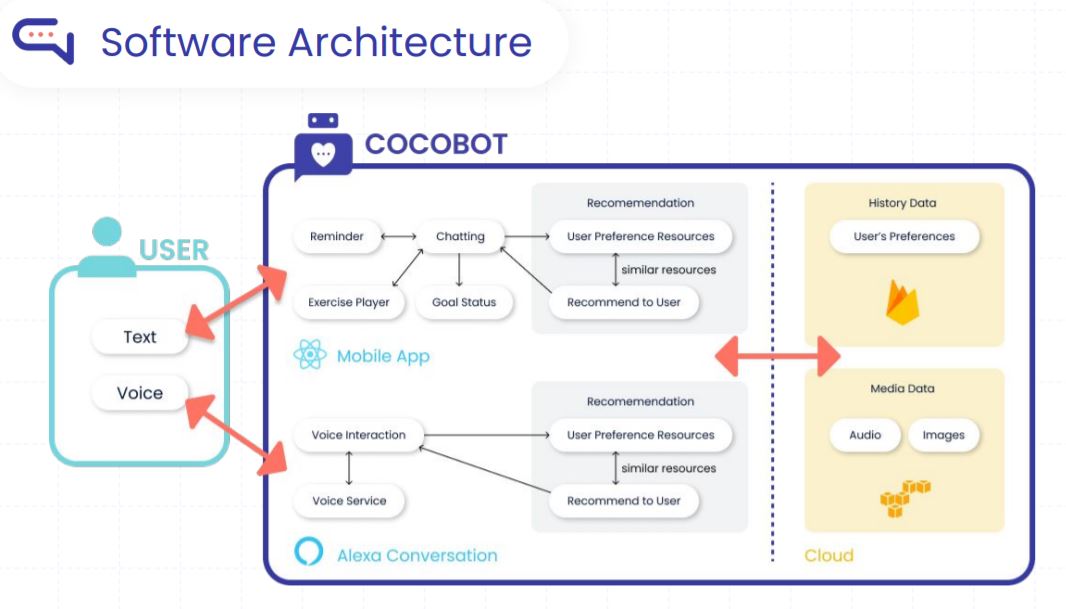 Software Architecture
COCOBOT
USER
Text
Voice
Reminder
Chatting
Exercise Player
Goal Status
Recomemendation
User Preference Resources
similar resources
Recommend to User
Mobile App
Voice Interaction
Voice Service
Recomemendation
User Preference Resources
similar resources
Recommend to User
Alexa Conversation
History Data
User's Preferences
Media Data
Audio
Images
Cloud